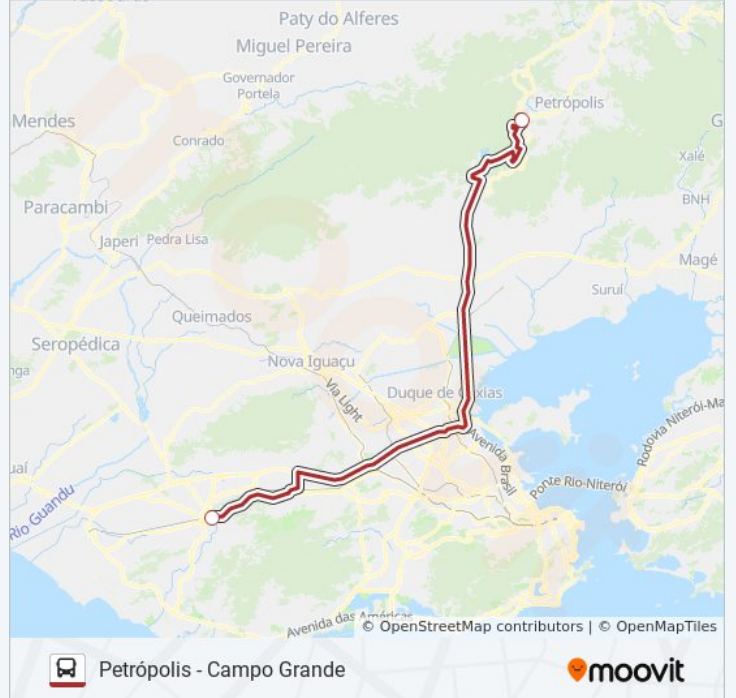 Paty do Alferes
Miguel Pereira
Governador
Portela
Petrópolis
Mendes
Conrado
G
Xalé
Paracambi
BNH
Japeri
Pedra Lisa
Magé
Suruí
Queimados
Seropédica
Nova Iguaçu
nga
Via Light
Duque de Caxias
Rodovia Niterói-Ma
Avenida Brasil
Ponte Rio-Niterói
uaí
Rio Guandu
Avenida das Américas
© OpenStreetMap contributors | © OpenMapTiles
Petrópolis - Campo Grande
moovit